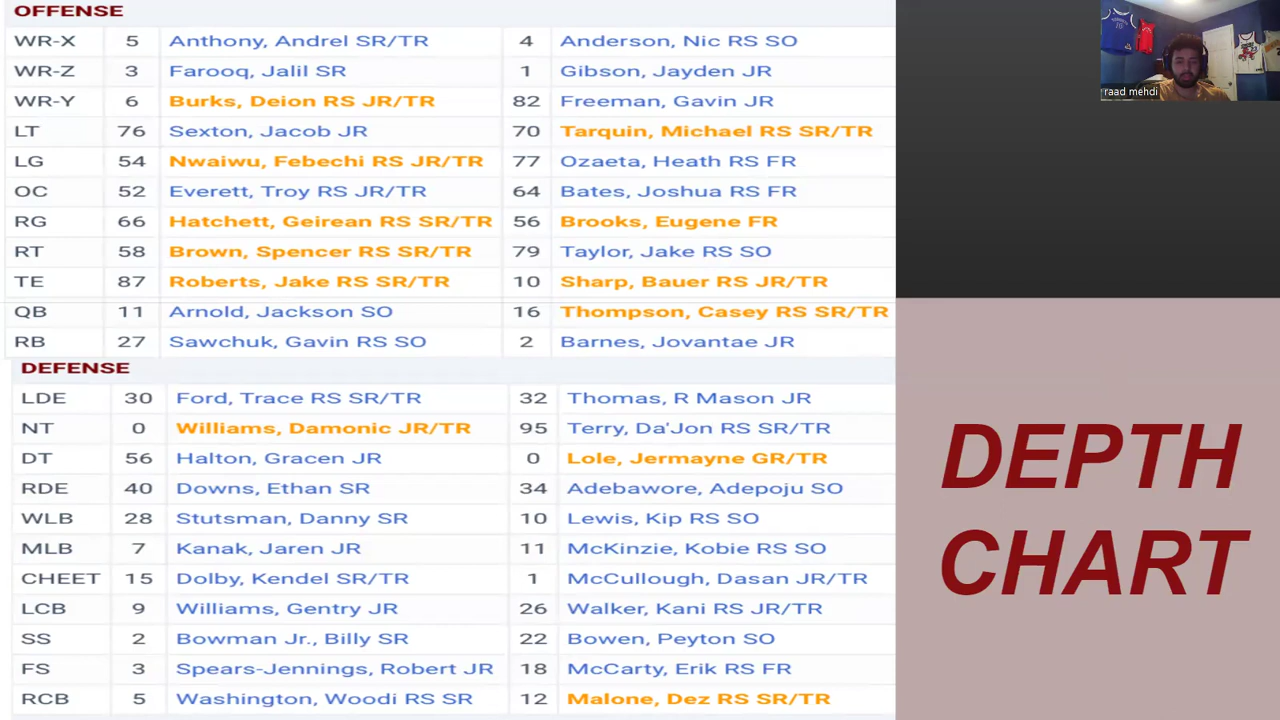 OFFENSE
WR-X 5 Anthony, Andrel SR/TR 4 Anderson, Nic RS SO
WR-Z 3 Farooq, Jalil SR 1 Gibson, Jayden JR
WR-Y 6 Burks, Deion RS JR/TR 82 Freeman, Gavin JR
LT 76 Sexton, Jacob JR 70 Tarquin, Michael RS SR/TR
LG 54 Nwaiwu, Febechi RS JR/TR 77 Ozaeta, Heath RS FR
OC 52 Everett, Troy RS JR/TR 64 Bates, Joshua RS FR
RG 66 Hatchett, Geirean RS SR/TR 56 Brooks, Eugene FR
RT 58 Brown, Spencer RS SR/TR 79 Taylor, Jake RS SO
TE 87 Roberts, Jake RS SR/TR 10 Sharp, Bauer RS JR/TR
QB 11 Arnold, Jackson SO 16 Thompson, Casey RS SR/TR
RB 27 Sawchuk, Gavin RS SO 2 Barnes, Jovantae JR
DEFENSE
LDE 30 Ford, Trace RS SR/TR 32 Thomas, R Mason JR
NT 0 Williams, Damonic JR/TR 95 Terry, Da'Jon RS SR/TR
DT 56 Halton, Gracen JR 0 Lole, Jermayne GR/TR
RDE 40 Downs, Ethan SR 34 Adebawore, Adepoju SO
WLB 28 Stutsman, Danny SR 10 Lewis, Kip RS SO
MLB 7 Kanak, Jaren JR 11 McKinzie, Kobie RS SO
CHEET 15 Dolby, Kendel SR/TR 1 McCullough, Dasan JR/TR
LCB 9 Williams, Gentry JR 26 Walker, Kani RS JR/TR
SS 2 Bowman Jr., Billy SR 22 Bowen, Peyton SO
FS 3 Spears-Jennings, Robert JR 18 McCarty, Erik RS FR
RCB 5 Washington, Woodi RS SR 12 Malone, Dez RS SR/TR
raad mehdi
DEPTH
CHART